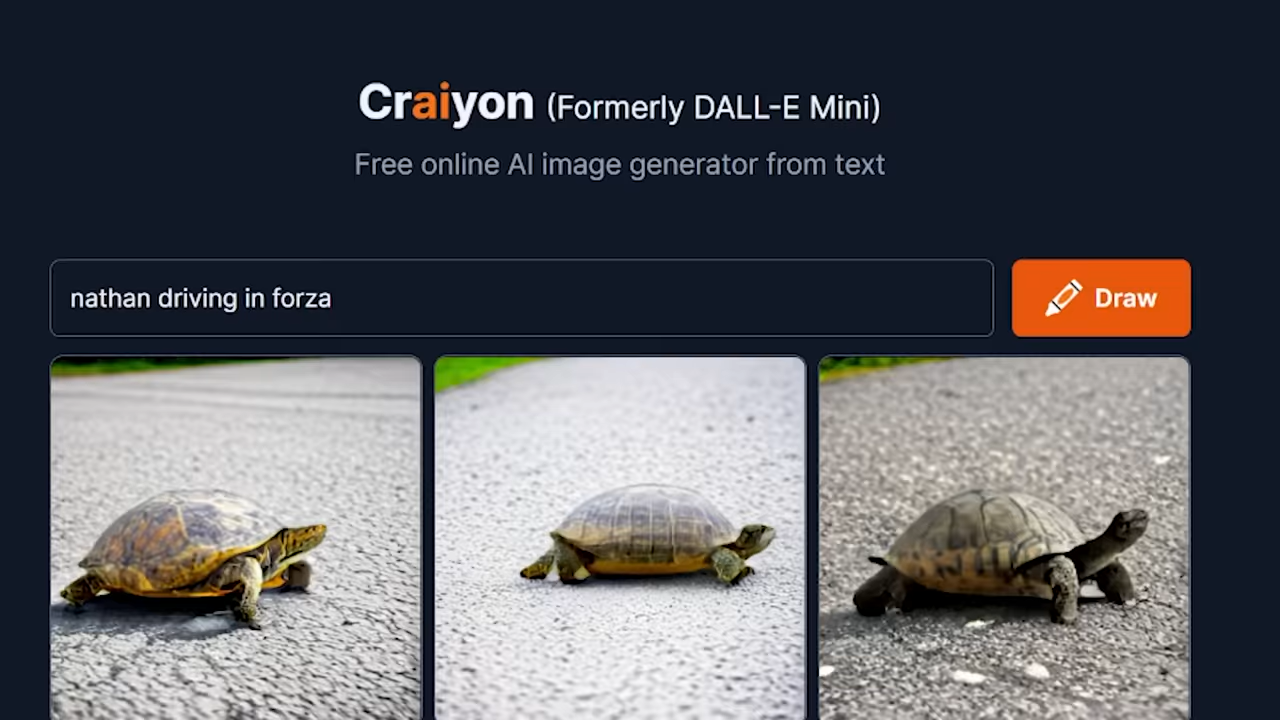 Craiyon (Formerly DALL-E Mini)
Free online AI image generator from text
nathan driving in forza
Draw